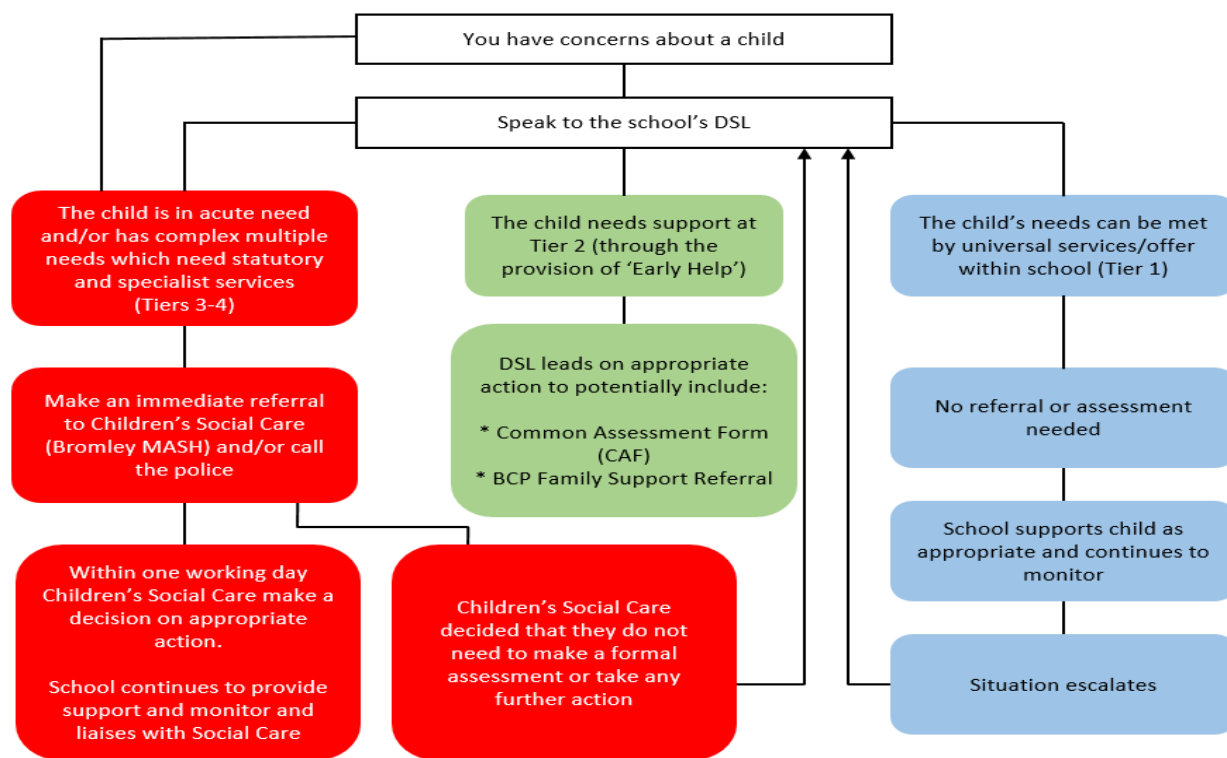 You have concerns about a child
Speak to the school’s DSL
The child is in acute need
and/or has complex multiple
needs which need statutory
and specialist services
(Tiers 3-4)
The child needs support at
Tier 2 (through the
provision of ‘Early Help’)
The child’s needs can be met
by universal services/offer
within school (Tier 1)
Make an immediate referral
to Children’s Social Care
(Bromley MASH) and/or call
the police
DSL leads on appropriate
action to potentially include:
* Common Assessment Form
(CAF)
* BCP Family Support Referral
No referral or assessment
needed
School supports child as
appropriate and continues to
monitor
Within one working day
Children’s Social Care make a
decision on appropriate
action.
School continues to provide
support and monitor and
liaises with Social Care
Children’s Social Care
decided that they do not
need to make a formal
assessment or take any
further action
Situation escalates